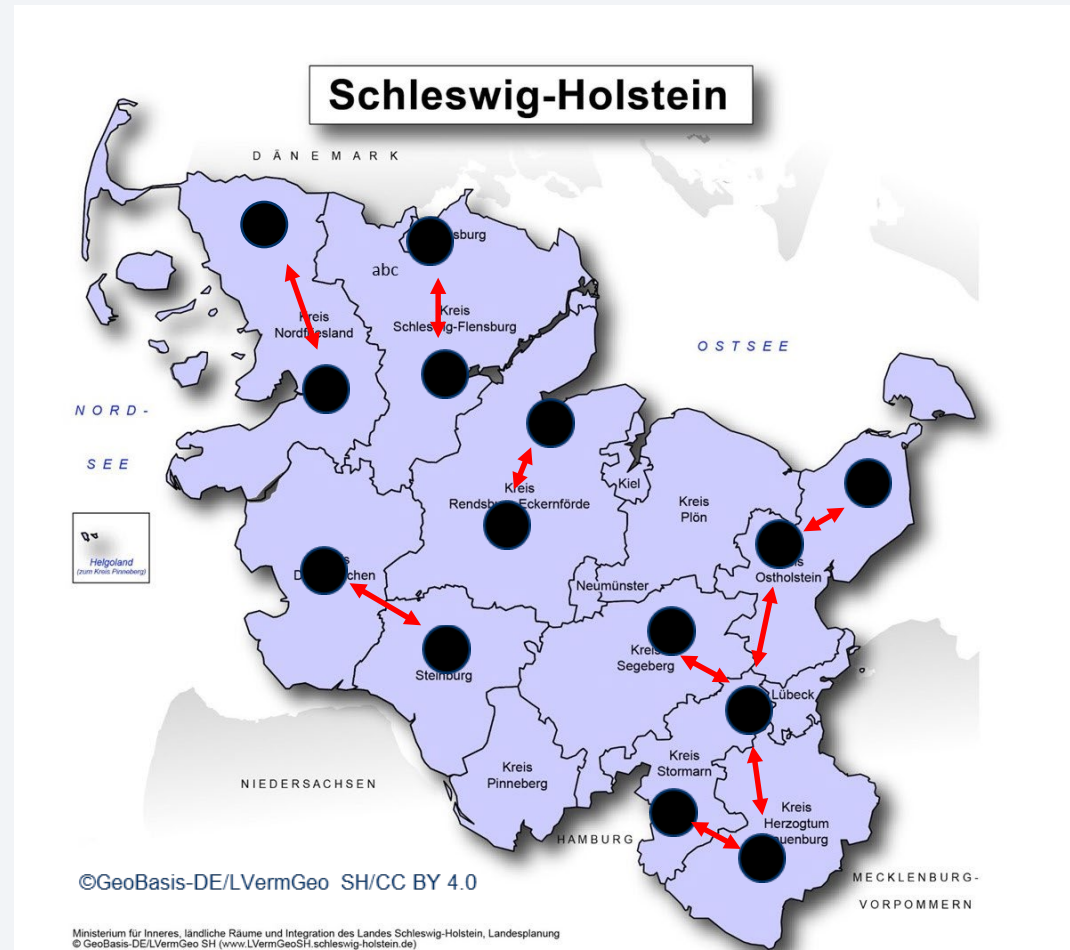 Schleswig-Holstein
DÄNEMARK
abc
Kreis
Schleswig-Flensburg
Kreis
OSTSEE
NORD-
SEE
Kreis
Kiel
Kreis
Plön
Helgoland
(zum Kreis Pinneberg)
Neumünster
Ostholstein
Kreis
Segeberg
Steinburg
Lübeck
Kreis
Stormarn
Kreis
Pinneberg
NIEDERSACHSEN
Kreis
Herzogtum
HAMBURG
©GeoBasis-DE/LVermGeo SH/CC BY 4.0
MECKLENBURG-
VORPOMMERN
Ministerium für Inneres, ländliche Räume und Integration des Landes Schleswig-Holstein, Landesplanung
© GeoBasis-DE/LVermGeo SH (www.LVermGeoSH.schleswig-holstein.de)